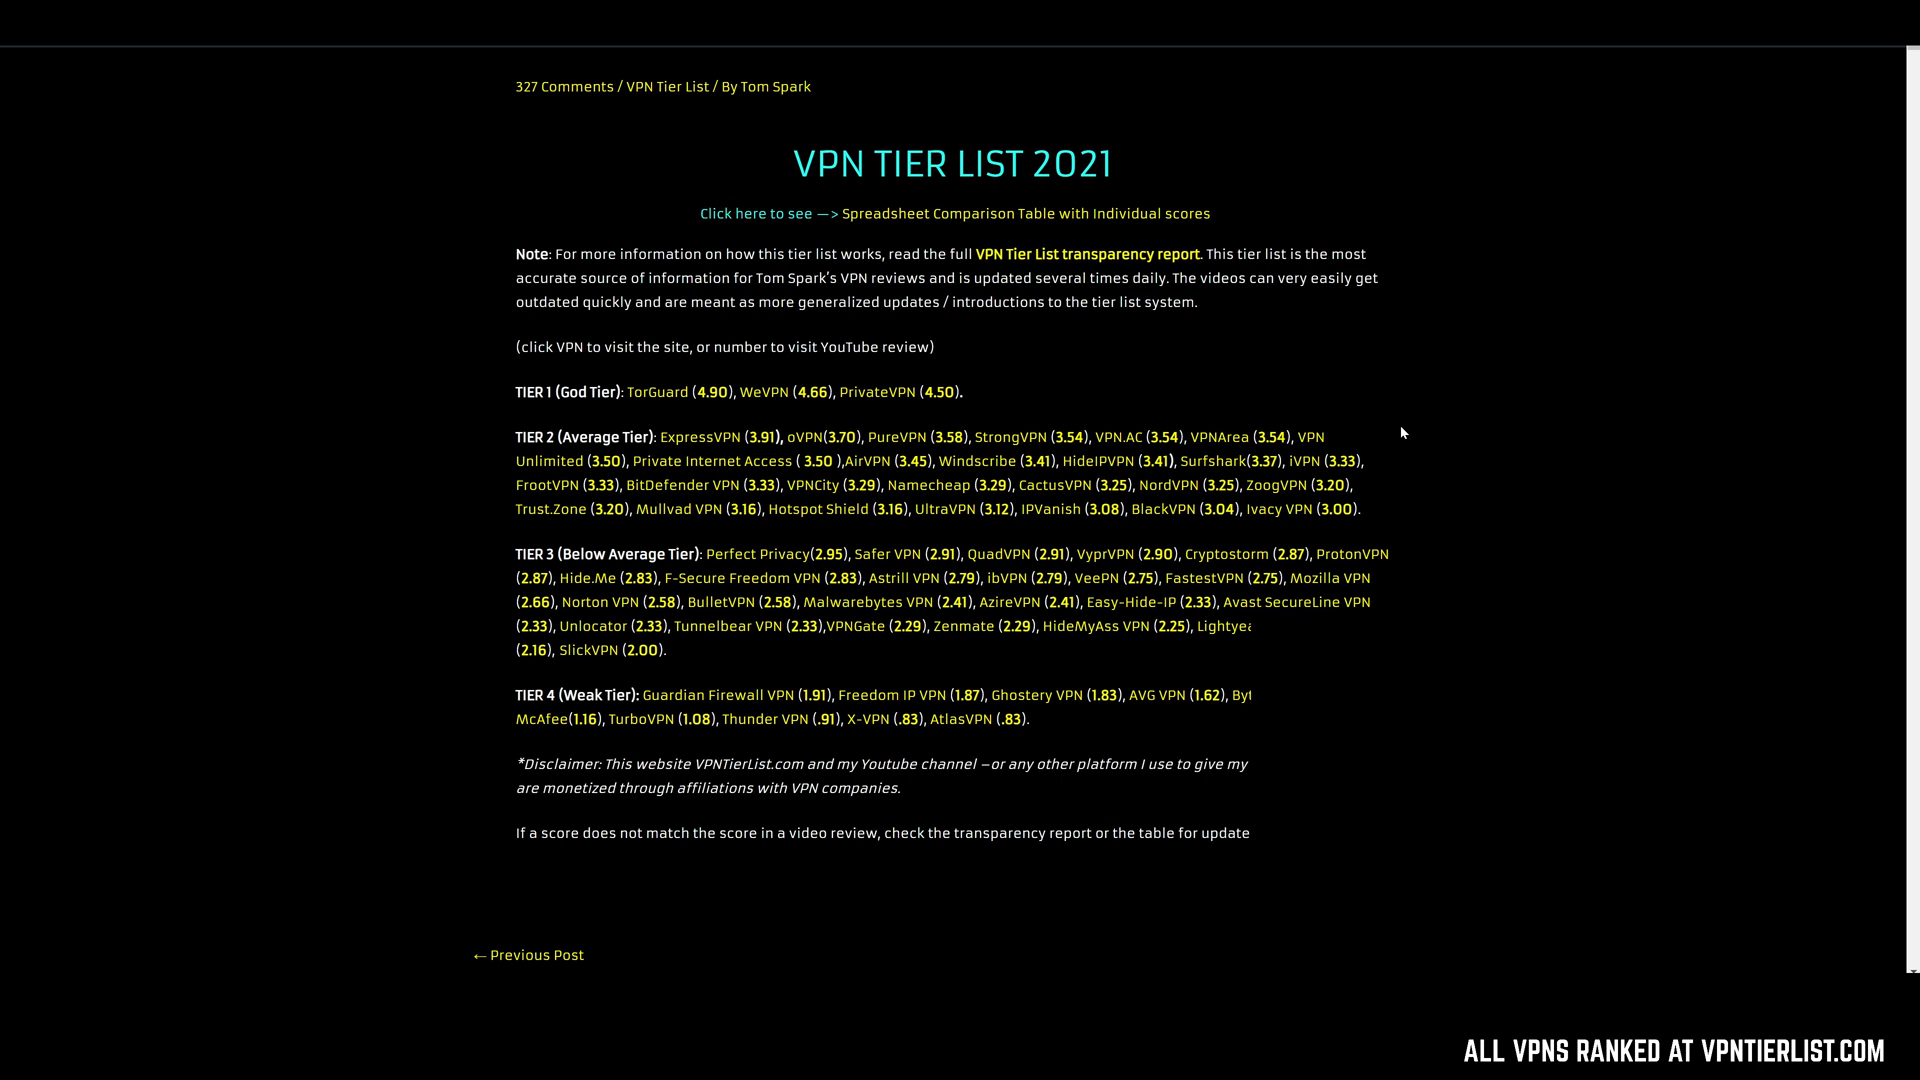 327 Comments / VPN Tier List / By Tom Spark
VPN TIER LIST 2021
Click here to see —> Spreadsheet Comparison Table with Individual scores
Note: For more information on how this tier list works, read the full VPN Tier List transparency report. This tier list is the most
accurate source of information for Tom Spark's VPN reviews and is updated several times daily. The videos can very easily get
outdated quickly and are meant as more generalized updates / introductions to the tier list system.
(click VPN to visit the site, or number to visit YouTube review)
TIER 1 (God Tier): TorGuard (4.90), WeVPN (4.66), PrivateVPN (4.50).
TIER 2 (Average Tier): ExpressVPN (3.91), oVPN(3.70), PureVPN (3.58), StrongVPN (3.54), VPN.AC (3.54), VPNArea (3.54), VPN
Unlimited (3.50), Private Internet Access ( 3.50 ),AirVPN (3.45), Windscribe (3.41), HideIPVPN (3.41), Surfshark(3.37), iVPN (3.33),
FrootVPN (3.33), BitDefender VPN (3.33), VPNCity (3.29), Namecheap (3.29), CactusVPN (3.25), NordVPN (3.25), ZoogVPN (3.20),
Trust.Zone (3.20), Mullvad VPN (3.16), Hotspot Shield (3.16), UltraVPN (3.12), IPVanish (3.08), BlackVPN (3.04), Ivacy VPN (3.00).
TIER 3 (Below Average Tier): Perfect Privacy(2.95), Safer VPN (2.91), QuadVPN (2.91), VyprVPN (2.90), Cryptostorm (2.87), ProtonVPN
(2.87), Hide.Me (2.83), F-Secure Freedom VPN (2.83), Astrill VPN (2.79), ibVPN (2.79), VeePN (2.75), FastestVPN (2.75), Mozilla VPN
(2.66), Norton VPN (2.58), BulletVPN (2.58), Malwarebytes VPN (2.41), AzireVPN (2.41), Easy-Hide-IP (2.33), Avast SecureLine VPN
(2.33), Unlocator (2.33), Tunnelbear VPN (2.33),VPNGate (2.29), Zenmate (2.29), HideMyAss VPN (2.25),
(2.16), SlickVPN (2.00).
TIER 4 (Weak Tier): Guardian Firewall VPN (1.91), Freedom IP VPN (1.87), Ghostery VPN (1.83), AVG VPN (1.62),
McAfee(1.16), TurboVPN (1.08), Thunder VPN (.91), X-VPN (.83), AtlasVPN (.83).
*Disclaimer: This website VPNTierList.com and my Youtube channel –or any other platform I use to give my
are monetized through affiliations with VPN companies.
If a score does not match the score in a video review, check the transparency report or the table for update
← Previous Post
ALL VPNS RANKED AT VPNTIERLIST.COM